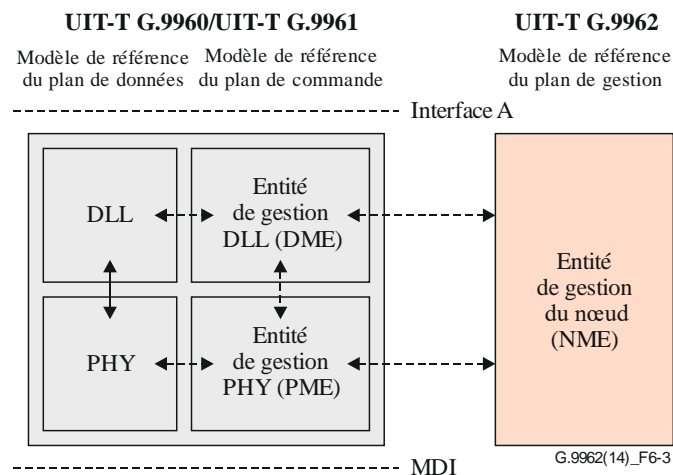 UIT-T G.9960/UIT-T G.9961
Modèle de référence
du plan de données
Modèle de référence
du plan de commande
UIT-T G.9962
Modèle de référence
du plan de gestion
Interface A
DLL
Entité
de gestion
DLL (DME)
PHY
Entité
de gestion
PHY (PME)
Entité
de gestion
du nœud
(NME)
MDI
G.9962(14)_F6-3